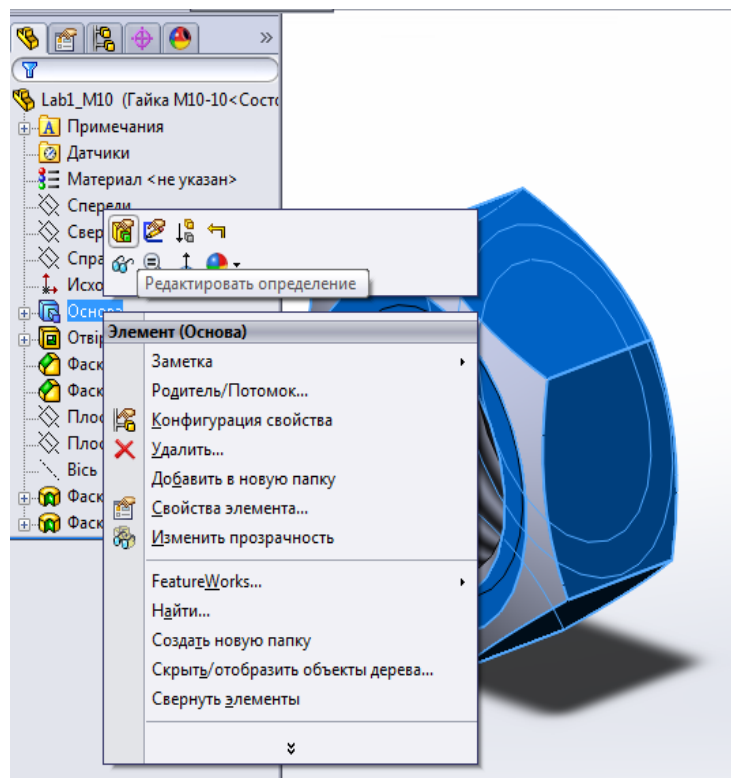 »
Lab1_M10 (Гайка М10-10<Состо
A Примечания
Датчики
Материал <не указан>
Спереди
Свер
Спра
Исхо
Редактировать определение
Основа
Элемент (Основа)
Отвір
Фаск
Фаск
Плос
Плос
Вісь
Фаск
Фаск
Заметка
Родитель/Потомок...
Конфигурация свойства
Удалить...
Добавить в новую папку
Свойства элемента...
Изменить прозрачность
FeatureWorks...
Найти...
Создать новую папку
Скрыть/отобразить объекты дерева...
Свернуть элементы